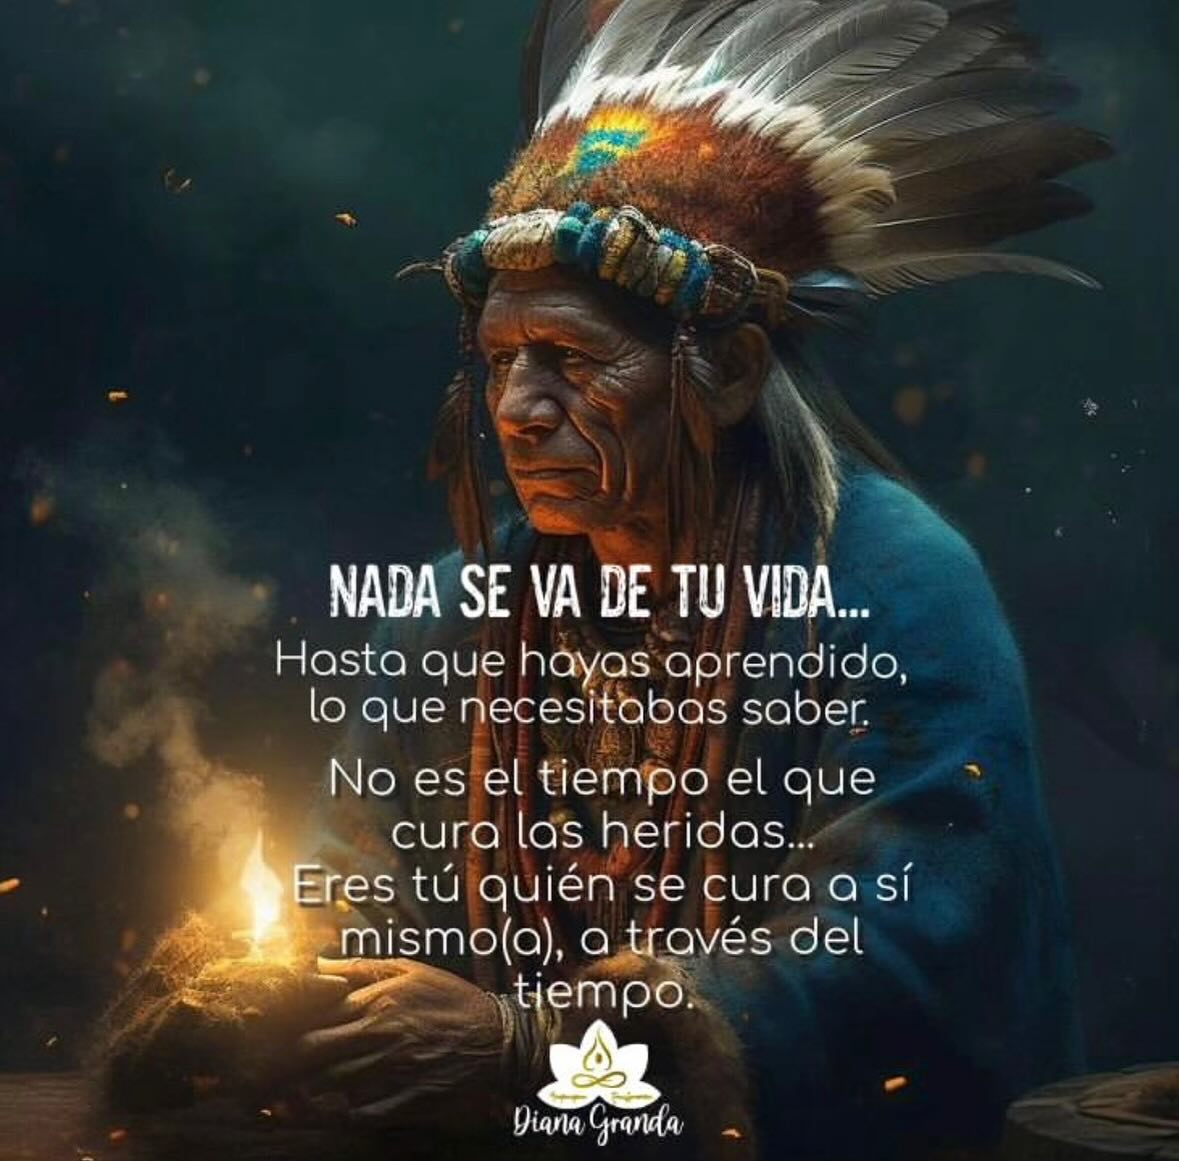 NADA SE VA DE TU VIDA...
Hasta que hayas aprendido,
lo que necesitabas saber.
No es el tiempo el que
cura las heridas...
Eres tú quién se cura a sí
mismo(a), a través del
tiempo.
Diana Granda